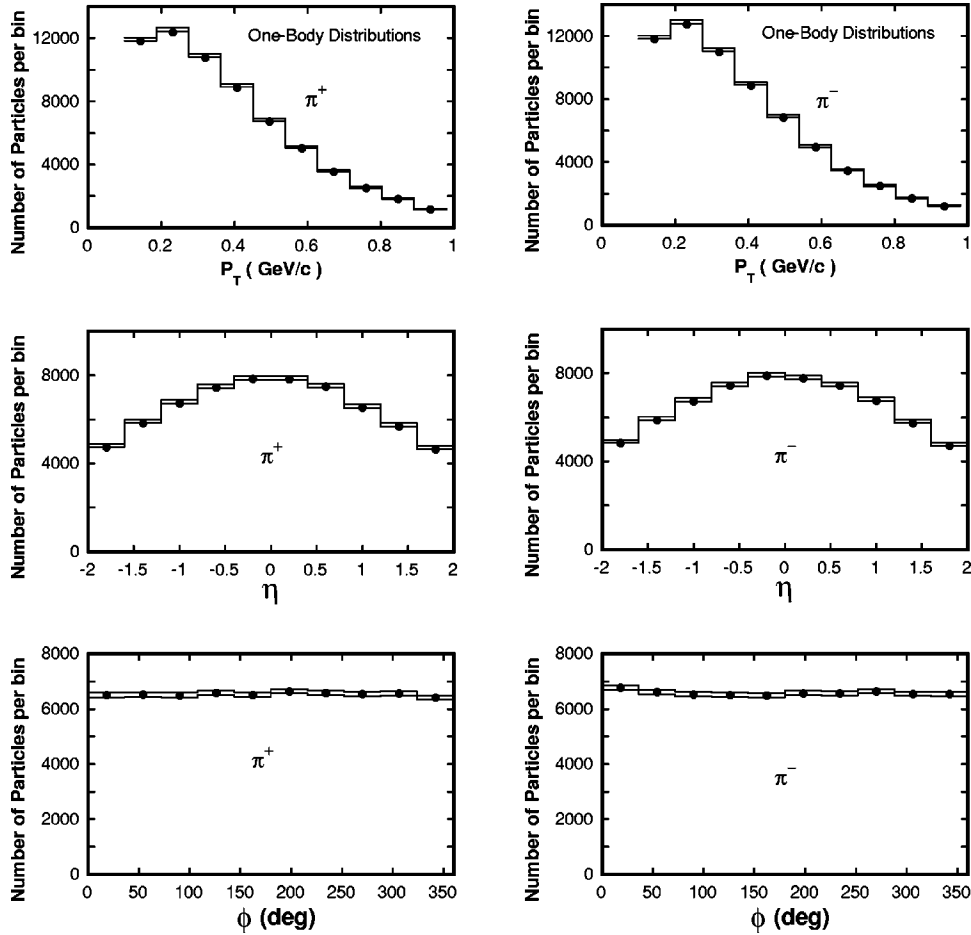 Number of Particles per bin
12000
8000
4000
0
One-Body Distributions
π+
0 0.2 0.4 0.6 0.8 1
P_T ( GeV/c )
Number of Particles per bin
12000
8000
4000
0
One-Body Distributions
π−
0 0.2 0.4 0.6 0.8 1
P_T ( GeV/c )
Number of Particles per bin
8000
4000
0
π+
-2 -1.5 -1 -0.5 0 0.5 1 1.5 2
η
Number of Particles per bin
8000
4000
0
π−
-2 -1.5 -1 -0.5 0 0.5 1 1.5 2
η
Number of Particles per bin
8000
6000
4000
2000
0
π+
0 50 100 150 200 250 300 350
ϕ (deg)
Number of Particles per bin
8000
6000
4000
2000
0
π−
0 50 100 150 200 250 300 350
ϕ (deg)